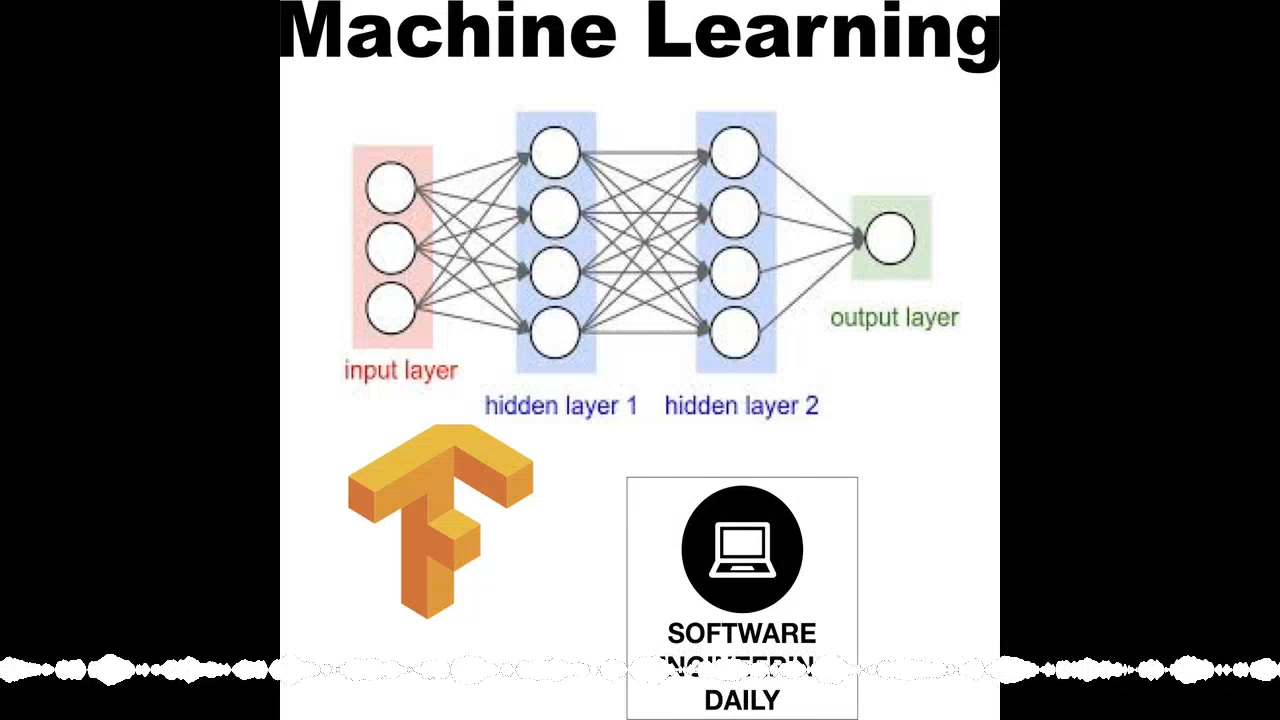 Machine Learning
input layer
hidden layer 1 hidden layer 2
output layer
SOFTWARE
DAILY